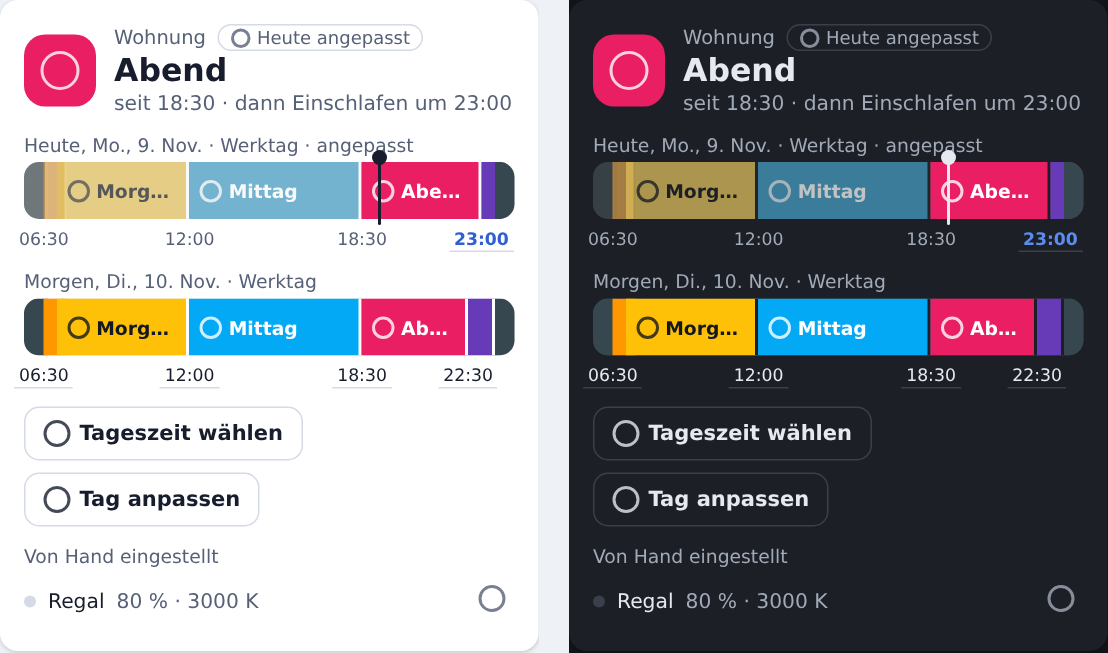 Wohnung Heute angepasst
Abend
seit 18:30 · dann Einschlafen um 23:00
Heute, Mo., 9. Nov. · Werktag · angepasst
Morg… Mittag Abe…
06:30 12:00 18:30 23:00
Morgen, Di., 10. Nov. · Werktag
Morg… Mittag Ab…
06:30 12:00 18:30 22:30
Tageszeit wählen
Tag anpassen
Von Hand eingestellt
Regal 80 % · 3000 K
Wohnung Heute angepasst
Abend
seit 18:30 · dann Einschlafen um 23:00
Heute, Mo., 9. Nov. · Werktag · angepasst
Morg… Mittag Abe…
06:30 12:00 18:30 23:00
Morgen, Di., 10. Nov. · Werktag
Morg… Mittag Ab…
06:30 12:00 18:30 22:30
Tageszeit wählen
Tag anpassen
Von Hand eingestellt
Regal 80 % · 3000 K